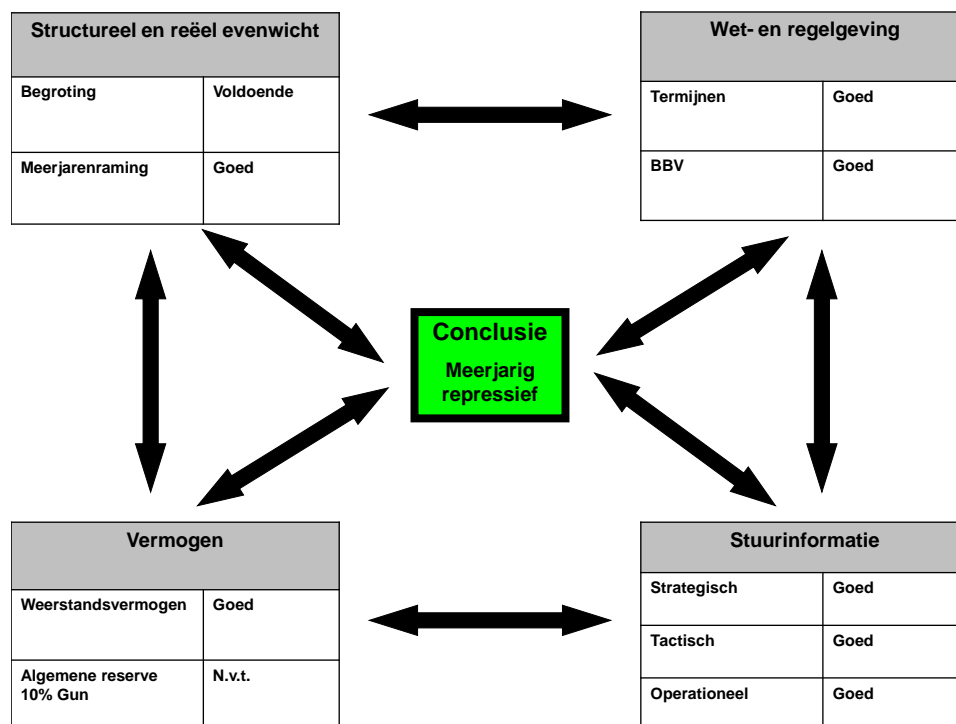 Structureel en reëel evenwicht
Begroting Voldoende
Meerjarenraming Goed
Wet- en regelgeving
Termijnen Goed
BBV Goed
Conclusie
Meerjarig
repressief
Vermogen
Weerstandsvermogen Goed
Algemene reserve N.v.t.
10% Gun
Stuurinformatie
Strategisch Goed
Tactisch Goed
Operationeel Goed